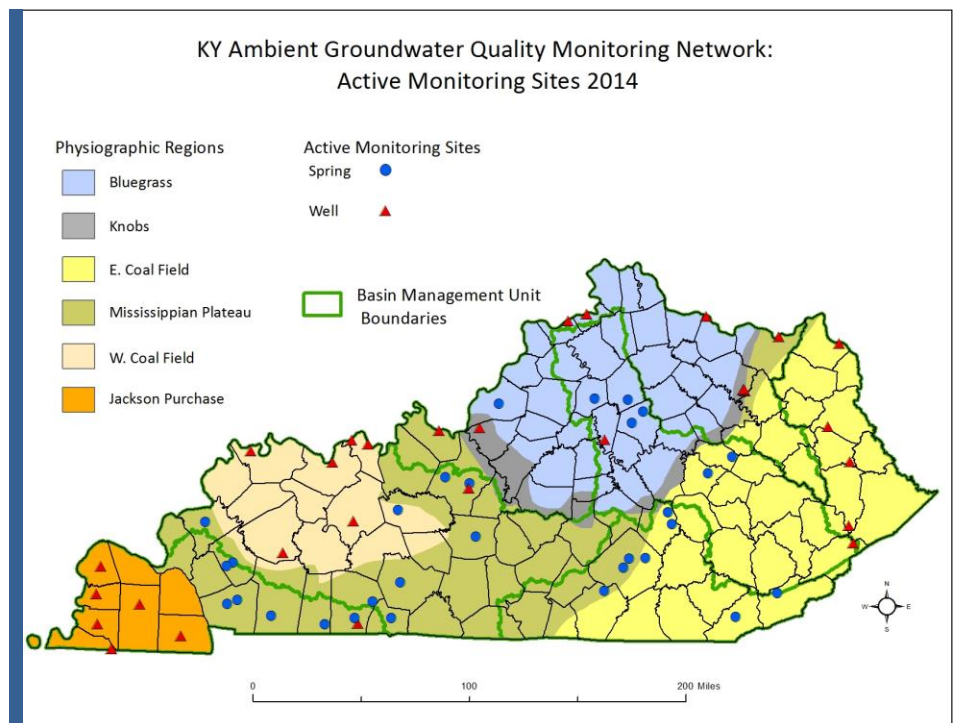 KY Ambient Groundwater Quality Monitoring Network:
Active Monitoring Sites 2014
Physiographic Regions
Bluegrass
Knobs
E. Coal Field
Mississippian Plateau
W. Coal Field
Jackson Purchase
Active Monitoring Sites
Spring
Well
Basin Management Unit
Boundaries
N
W E
S
0 100 200 Miles